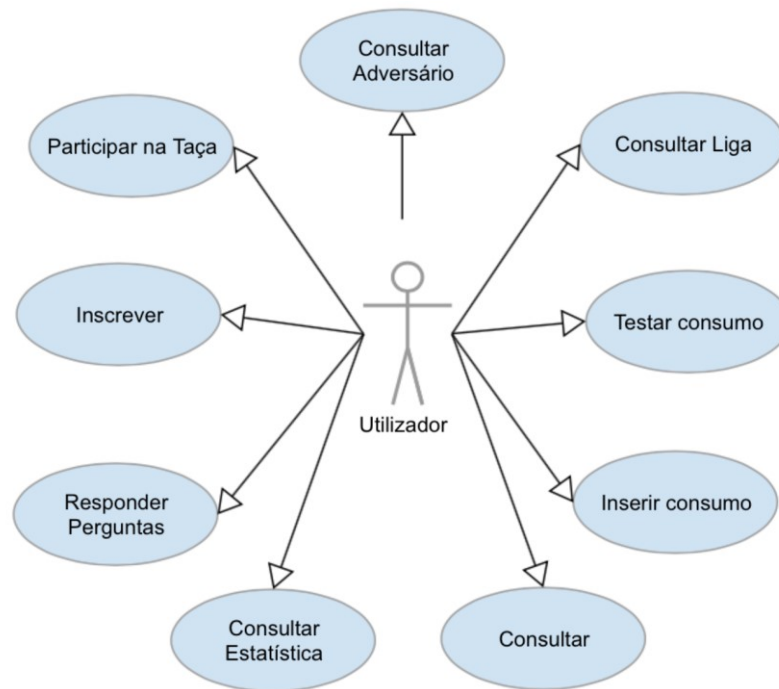 Consultar
Adversário
Participar na Taça
Consultar Liga
Inscrever
Testar consumo
Utilizador
Responder
Perguntas
Inserir consumo
Consultar
Estatística
Consultar